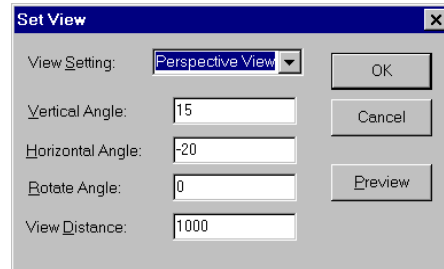 Set View
View Setting: Perspective View
OK
Vertical Angle: 15
Cancel
Horizontal Angle: -20
Rotate Angle: 0
Preview
View Distance: 1000